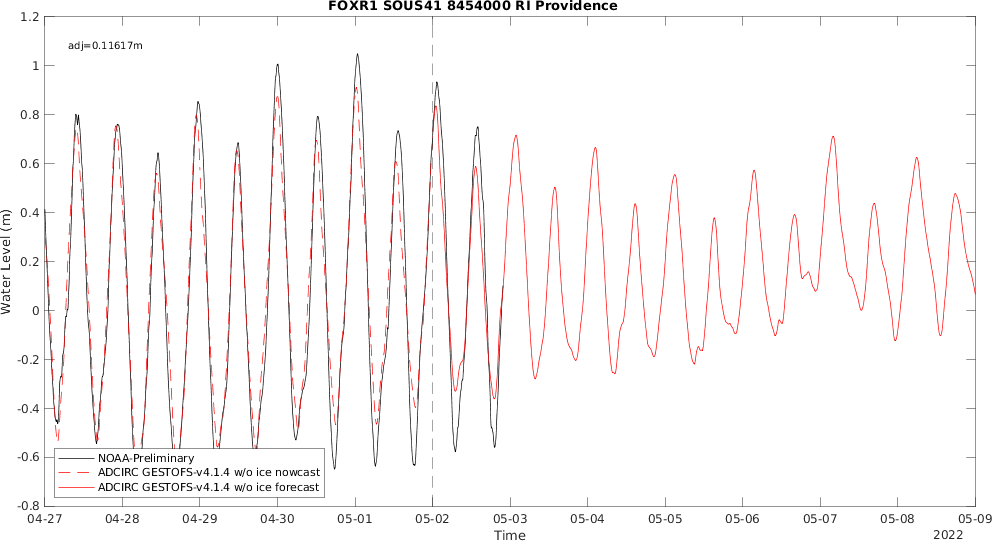 FOXR1 SOUS41 8454000 RI Providence
adj=0.11617m
1.2
1
0.8
0.6
0.4
0.2
0
-0.2
-0.4
-0.6
-0.8
Water Level (m)
NOAA-Preliminary
ADCIRC GESTOFS-v4.1.4 w/o ice nowcast
ADCIRC GESTOFS-v4.1.4 w/o ice forecast
04-27 04-28 04-29 04-30 05-01 05-02 05-03 05-04 05-05 05-06 05-07 05-08 05-09
Time
2022